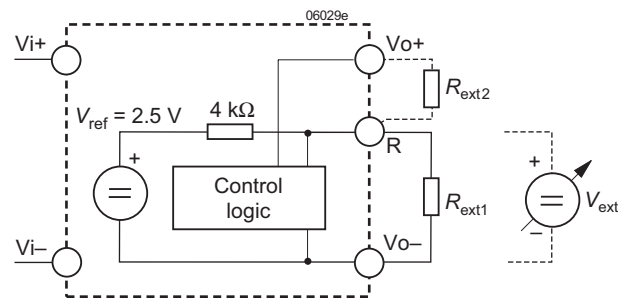 06029e
Vi+
Vo+
Rext2
Vref = 2.5 V
4 kΩ
R
+
Control
logic
Rext1
+
Vext
–
Vi–
Vo–